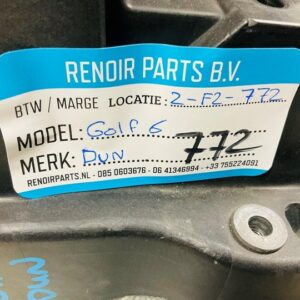 RENOIR PARTS B.V.
BTW / MARGE LOCATIE: 2-F2-772
MODEL: Golf 6
MERK: DUN 772
RENOIRPARTS.NL - 085 0603676 - 06 41346994 - +33 755224091